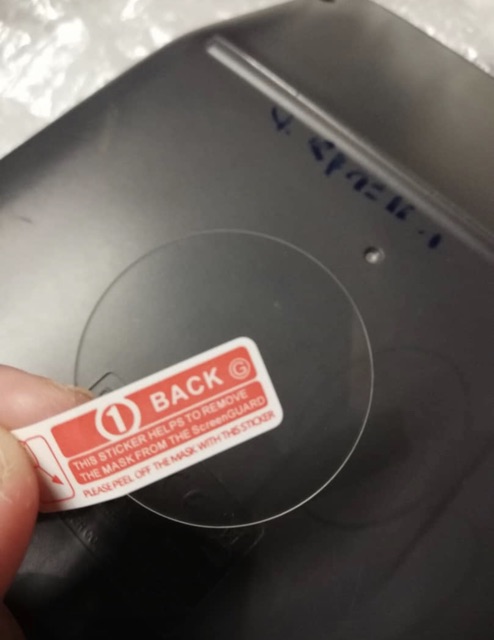 1 BACK G
THIS STICKER HELPS TO REMOVE
THE MASK FROM THE ScreenGUARD
PLEASE PEEL OFF THE MASK WITH THIS STICKER